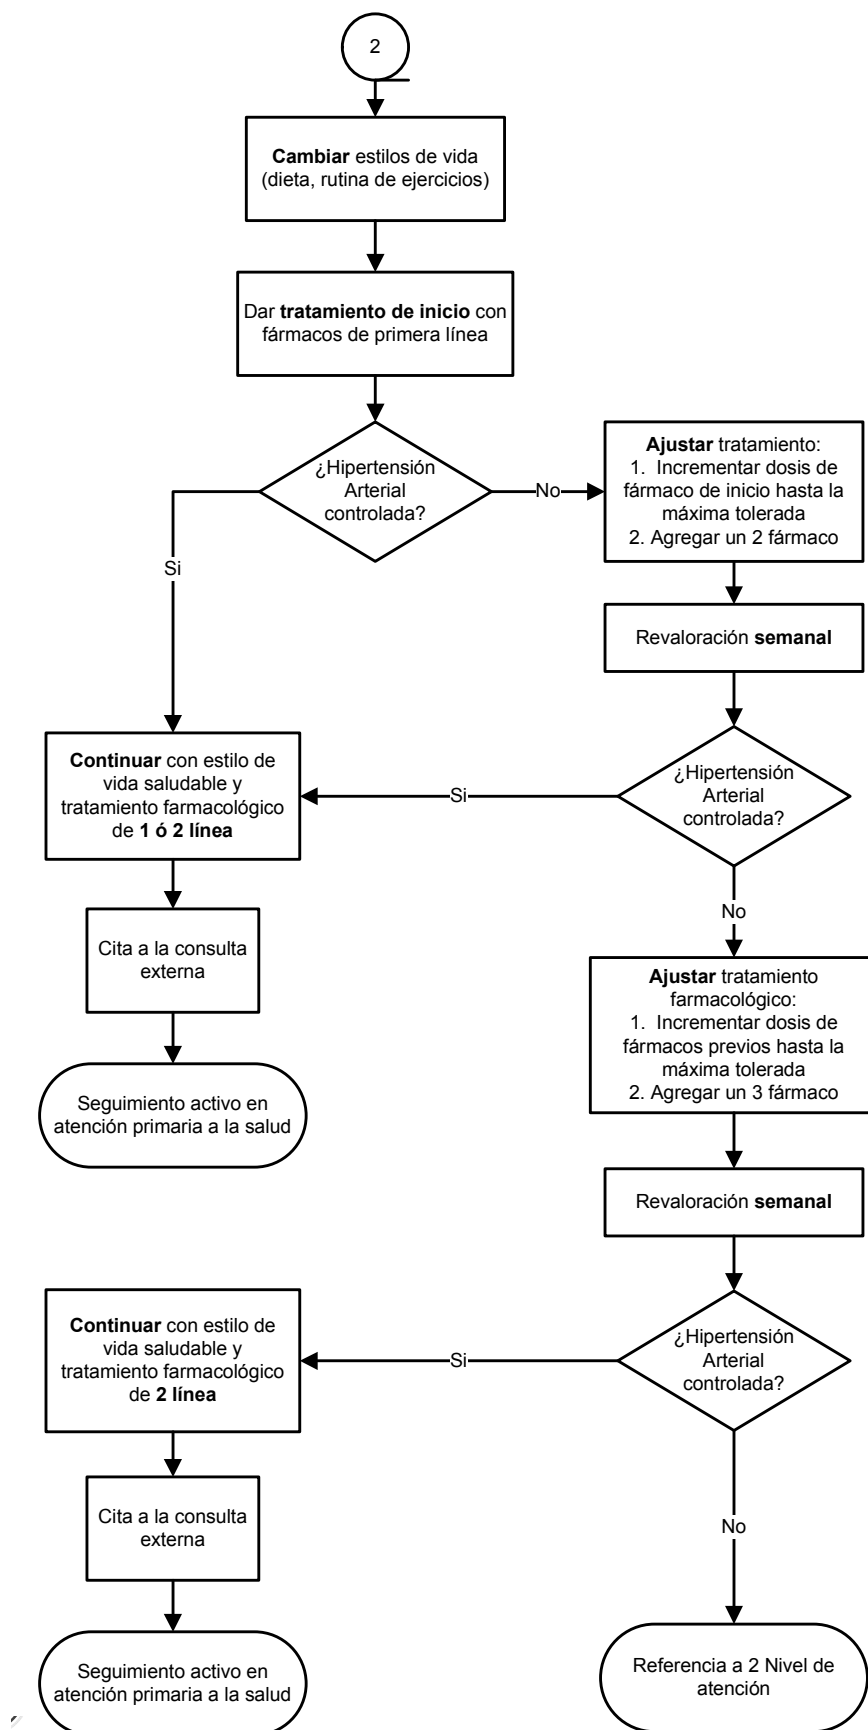 2
Cambiar estilos de vida
(dieta, rutina de ejercicios)
Dar tratamiento de inicio con
fármacos de primera línea
¿Hipertensión
Arterial
controlada?
No
Si
Ajustar tratamiento:
1. Incrementar dosis de
fármaco de inicio hasta la
máxima tolerada
2. Agregar un 2 fármaco
Revaloración semanal
¿Hipertensión
Arterial
controlada?
Si
No
Continuar con estilo de
vida saludable y
tratamiento farmacológico
de 1 ó 2 línea
Cita a la consulta
externa
Seguimiento activo en
atención primaria a la salud
Ajustar tratamiento
farmacológico:
1. Incrementar dosis de
fármacos previos hasta la
máxima tolerada
2. Agregar un 3 fármaco
Revaloración semanal
¿Hipertensión
Arterial
controlada?
Si
No
Continuar con estilo de
vida saludable y
tratamiento farmacológico
de 2 línea
Cita a la consulta
externa
Seguimiento activo en
atención primaria a la salud
Referencia a 2 Nivel de
atención